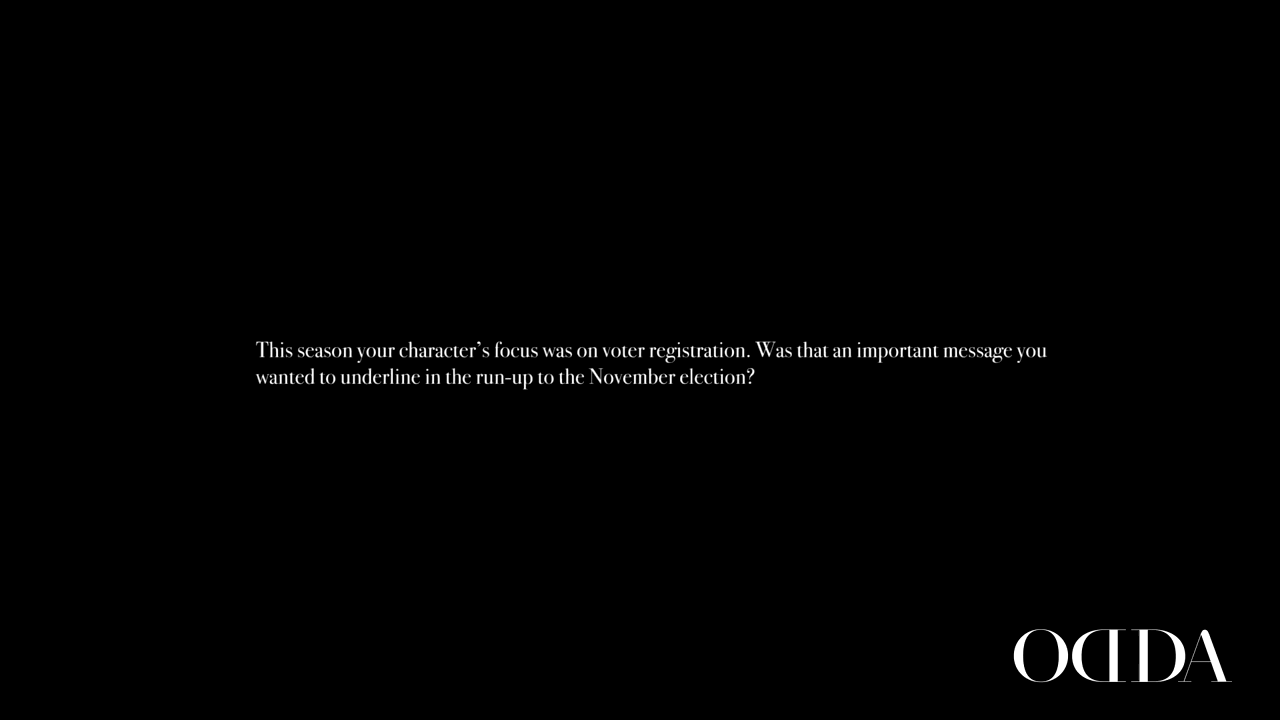 This season your character’s focus was on voter registration. Was that an important message you
wanted to underline in the run-up to the November election?
ODDA